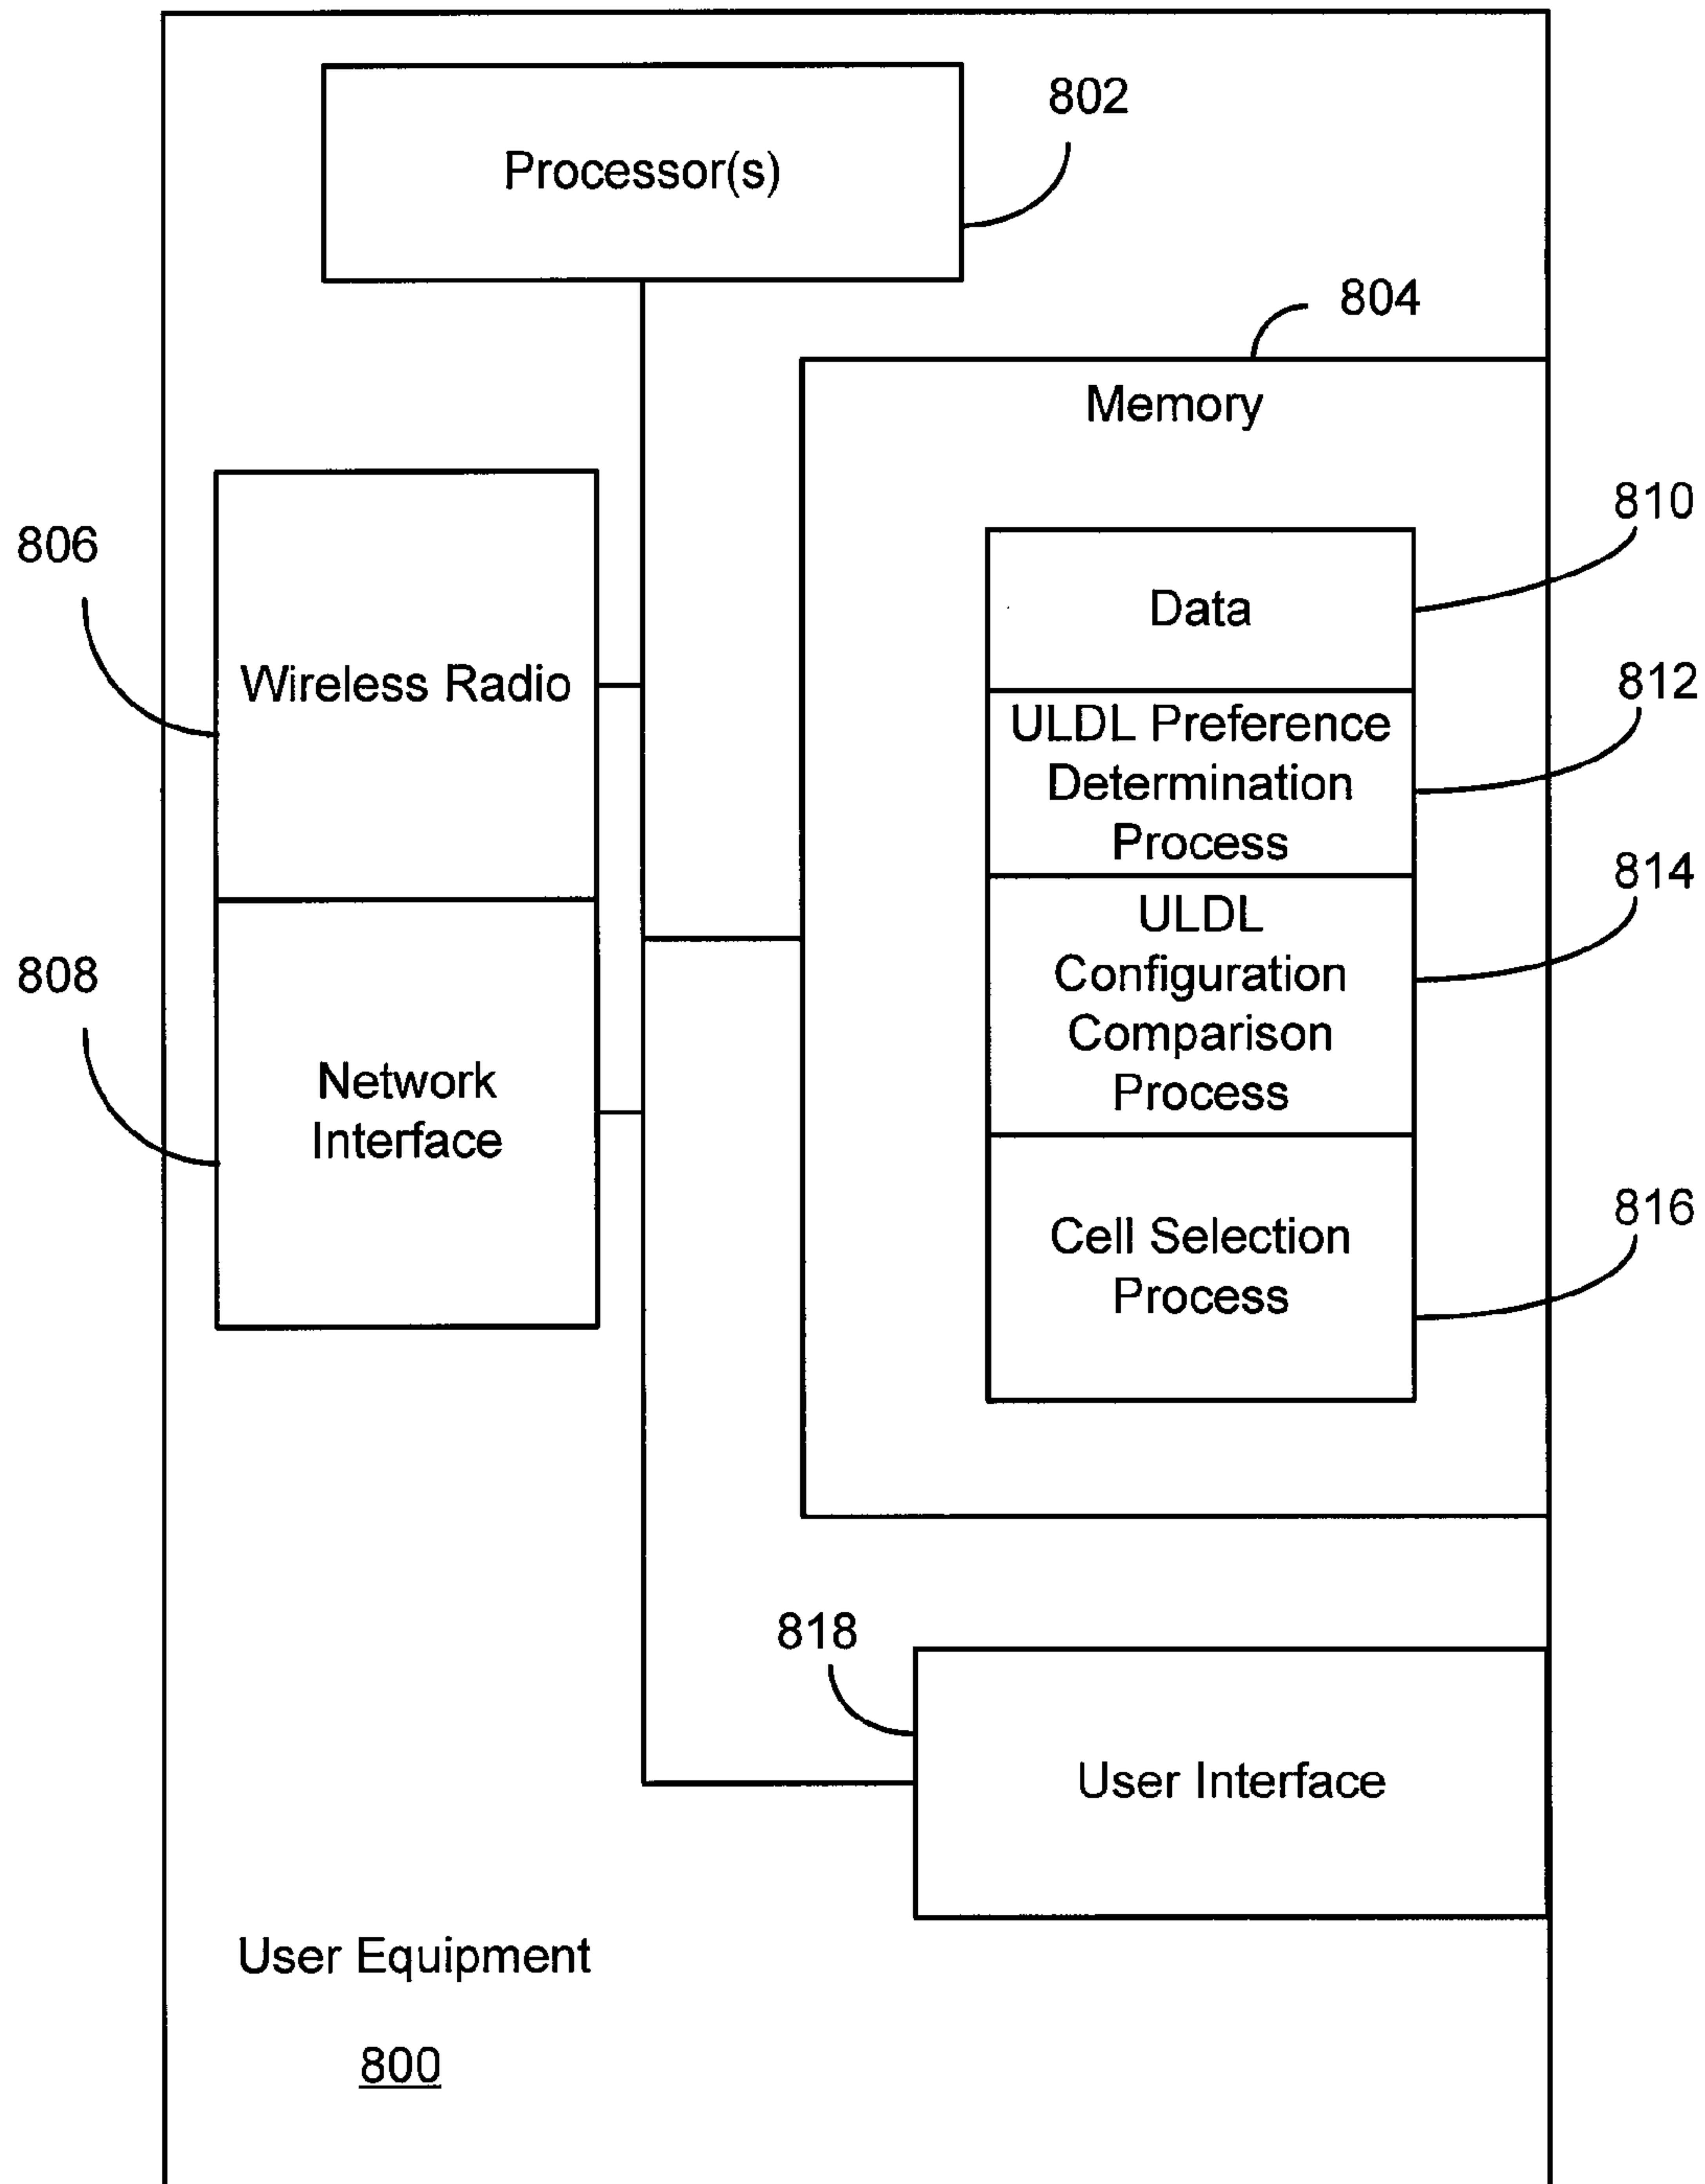 802
Processor(s)
804
Memory
810
806
Data
Wireless Radio
812
ULDL Preference
Determination
Process
814
ULDL
Configuration
Comparison
Process
808
Network
Interface
816
Cell Selection
Process
818
User Interface
User Equipment
800